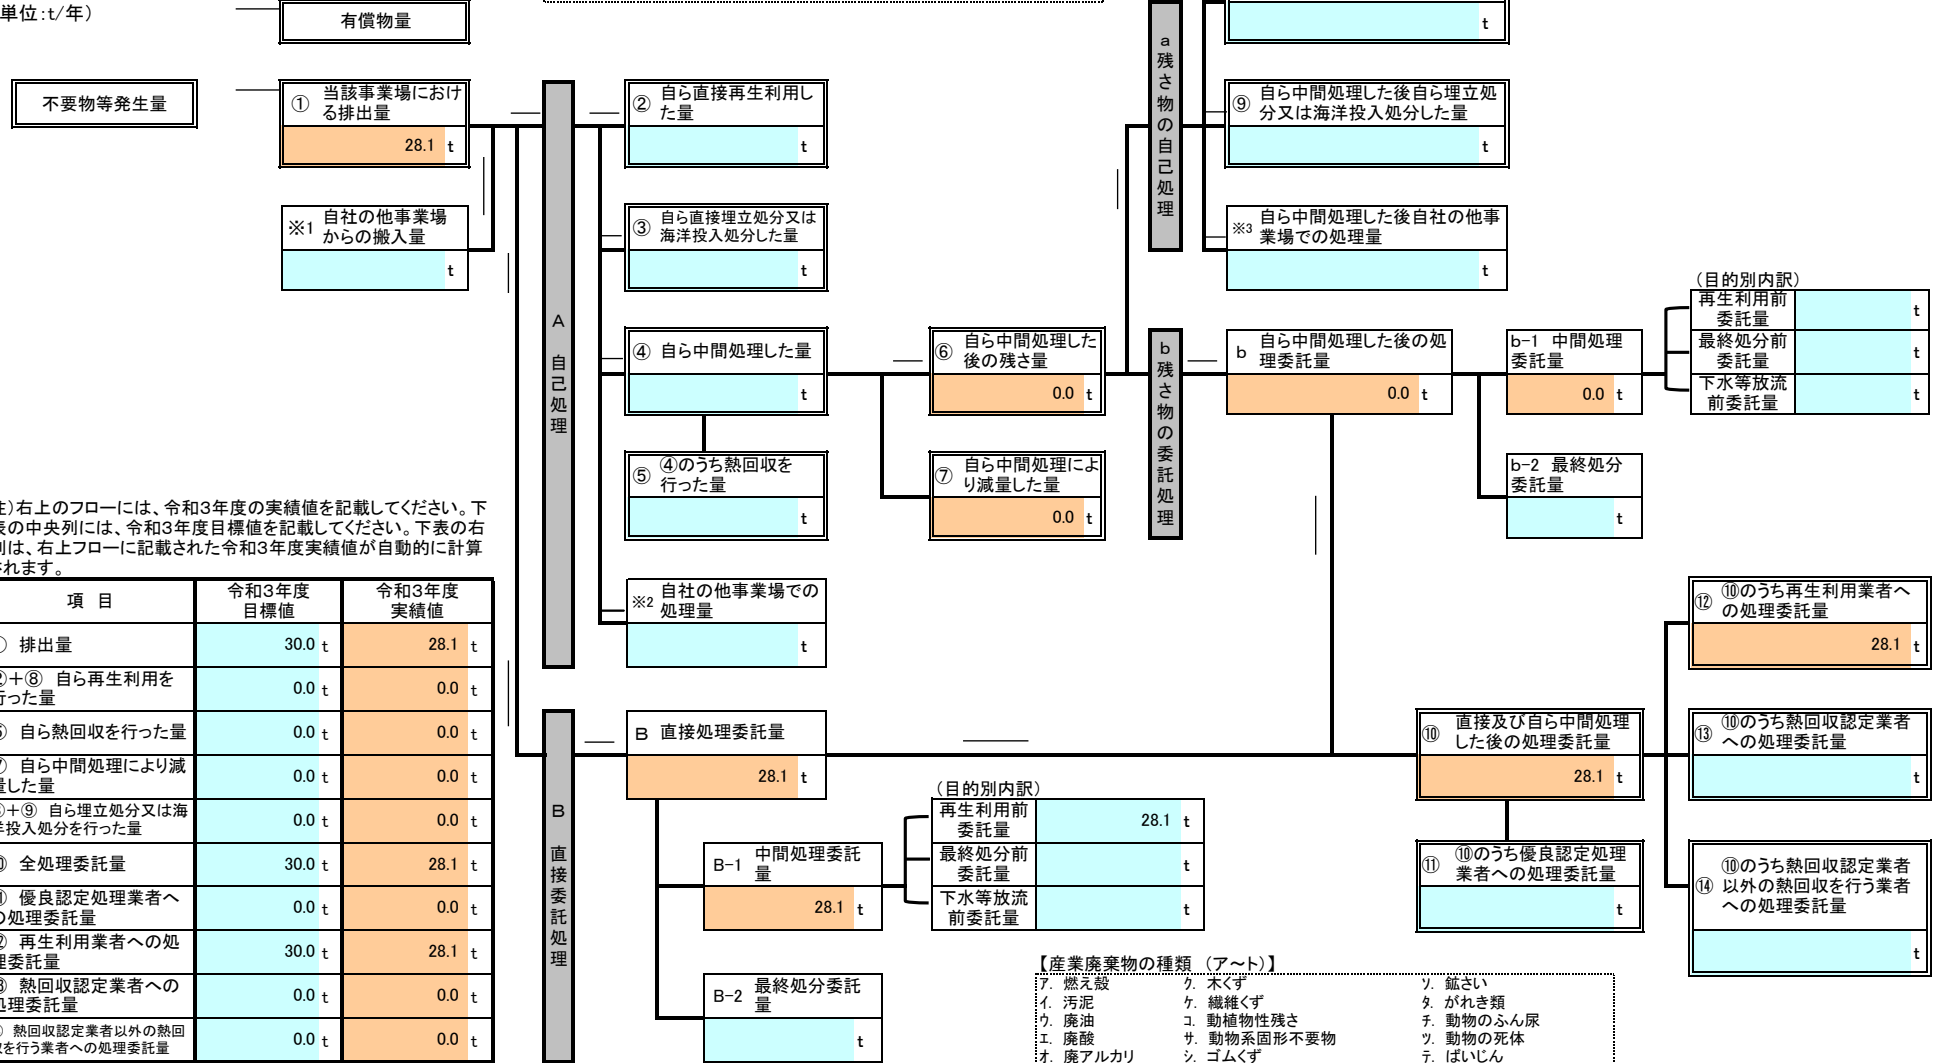 単位:t/年）
有償物量
t
不要物等発生量
① 当該事業場におけ
る排出量
28.1 t
※1 自社の他事業場
からの搬入量
t
A 自己処理
② 自ら直接再生利用し
た量
t
③ 自ら直接埋立処分又は
海洋投入処分した量
t
④ 自ら中間処理した量
t
⑤ ④のうち熱回収を
行った量
t
※2 自社の他事業場での
処理量
t
⑥ 自ら中間処理した
後の残さ量
0.0 t
⑦ 自ら中間処理によ
り減量した量
0.0 t
a 残さ物の自己処理
⑨ 自ら中間処理した後自ら埋立処
分又は海洋投入処分した量
t
※3 自ら中間処理した後自社の他事
業場での処理量
t
b 残さ物の委託処理
b 自ら中間処理した後の処
理委託量
0.0 t
b-1 中間処理
委託量
0.0 t
b-2 最終処分
委託量
t
（目的別内訳）
再生利用前
委託量
t
最終処分前
委託量
t
下水等放流
前委託量
t
右上のフローには、令和3年度の実績値を記載してください。下
の中央列には、令和3年度目標値を記載してください。下表の右
は、右上フローに記載された令和3年度実績値が自動的に計算
れます。
項 目 令和3年度 目標値 令和3年度 実績値
排出量 30.0 t 28.1 t
＋⑧ 自ら再生利用を
った量 0.0 t 0.0 t
自ら熱回収を行った量 0.0 t 0.0 t
自ら中間処理により減
した量 0.0 t 0.0 t
＋⑨ 自ら埋立処分又は海
投入処分を行った量 0.0 t 0.0 t
全処理委託量 30.0 t 28.1 t
優良認定処理業者へ
の処理委託量 0.0 t 0.0 t
再生利用業者への処
理委託量 30.0 t 28.1 t
熱回収認定業者への
処理委託量 0.0 t 0.0 t
熱回収認定業者以外の熱回
を行う業者への処理委託量 0.0 t 0.0 t
B 直接委託処理
B 直接処理委託量
28.1 t
B-1 中間処理委託
量
28.1 t
B-2 最終処分委託
量
t
（目的別内訳）
再生利用前
委託量
28.1 t
最終処分前
委託量
t
下水等放流
前委託量
t
⑩ 直接及び自ら中間処理
した後の処理委託量
28.1 t
⑪ ⑩のうち優良認定処理
業者への処理委託量
t
⑫ ⑩のうち再生利用業者へ
の処理委託量
28.1 t
⑬ ⑩のうち熱回収認定業者
への処理委託量
t
⑭ ⑩のうち熱回収認定業者
以外の熱回収を行う業者
への処理委託量
t
【産業廃棄物の種類 （ア～ト）】
ア. 燃え殻 ク. 木くず ソ. 鉱さい
イ. 汚泥 ケ. 繊維くず タ. がれき類
ウ. 廃油 コ. 動植物性残さ チ. 動物のふん尿
エ. 廃酸 サ. 動物系固形不要物 ツ. 動物の死体
オ. 廃アルカリ シ. ゴムくず テ. ばいじん